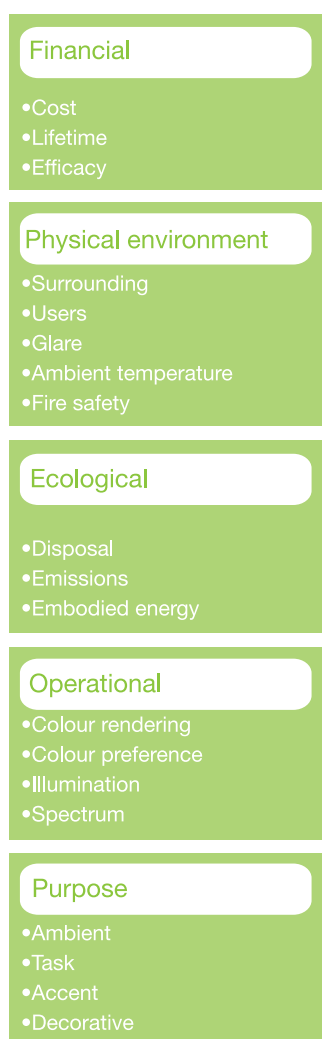 Financial
•Cost
•Lifetime
•Efficacy
Physical environment
•Surrounding
•Users
•Glare
•Ambient temperature
•Fire safety
Ecological
•Disposal
•Emissions
•Embodied energy
Operational
•Colour rendering
•Colour preference
•Illumination
•Spectrum
Purpose
•Ambient
•Task
•Accent
•Decorative